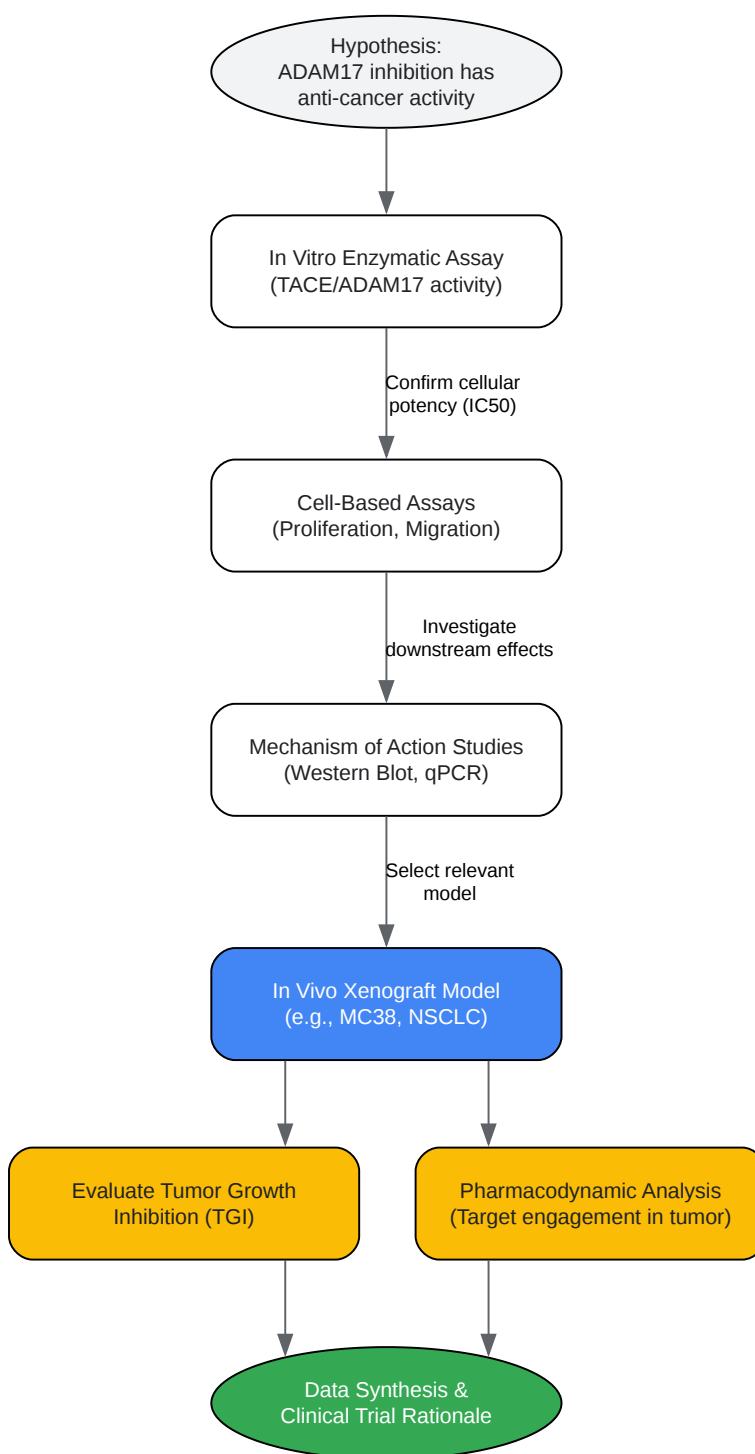 Hypothesis:
ADAM17 inhibition has
anti-cancer activity
In Vitro Enzymatic Assay
(TACE/ADAM17 activity)
Confirm cellular
potency (IC50)
Cell-Based Assays
(Proliferation, Migration)
Investigate
downstream effects
Mechanism of Action Studies
(Western Blot, qPCR)
Select relevant
model
In Vivo Xenograft Model
(e.g., MC38, NSCLC)
Evaluate Tumor Growth
Inhibition (TGI)
Pharmacodynamic Analysis
(Target engagement in tumor)
Data Synthesis &
Clinical Trial Rationale